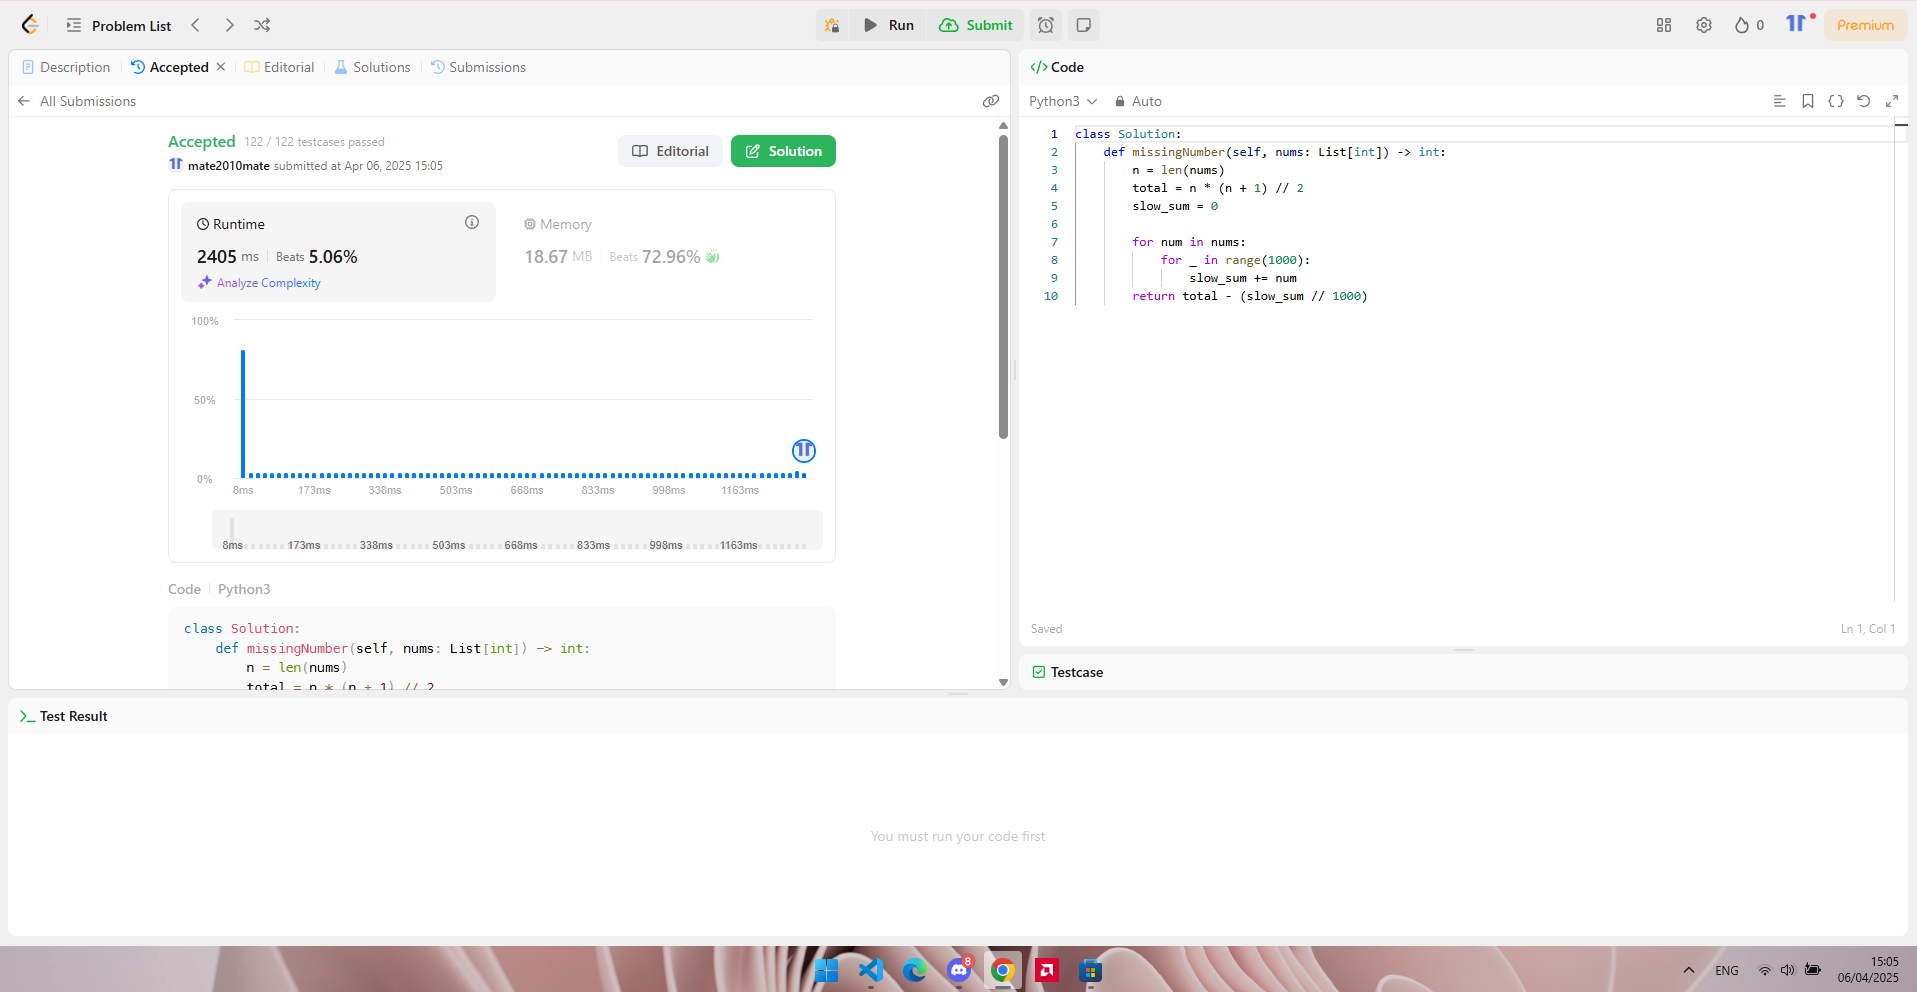 Problem List
Run
Submit
0
Premium
Description
Accepted
Editorial
Solutions
Submissions
All Submissions
Accepted 122 / 122 testcases passed
mate2010mate submitted at Apr 06, 2025 15:05
Editorial
Solution
Runtime
2405 ms Beats 5.06%
Analyze Complexity
Memory
18.67 MB Beats 72.96%
100%
50%
0%
8ms 173ms 338ms 503ms 668ms 833ms 998ms 1163ms
8ms 173ms 338ms 503ms 668ms 833ms 998ms 1163ms
Code Python3
class Solution:
def missingNumber(self, nums: List[int]) -> int:
n = len(nums)
total = n * (n + 1) // 2
</> Code
Python3 Auto
1 class Solution:
2 def missingNumber(self, nums: List[int]) -> int:
3 n = len(nums)
4 total = n * (n + 1) // 2
5 slow_sum = 0
6
7 for num in nums:
8 for _ in range(1000):
9 slow_sum += num
10 return total - (slow_sum // 1000)
Saved
Ln 1, Col 1
Testcase
Test Result
You must run your code first
8
ENG
15:05
06/04/2025